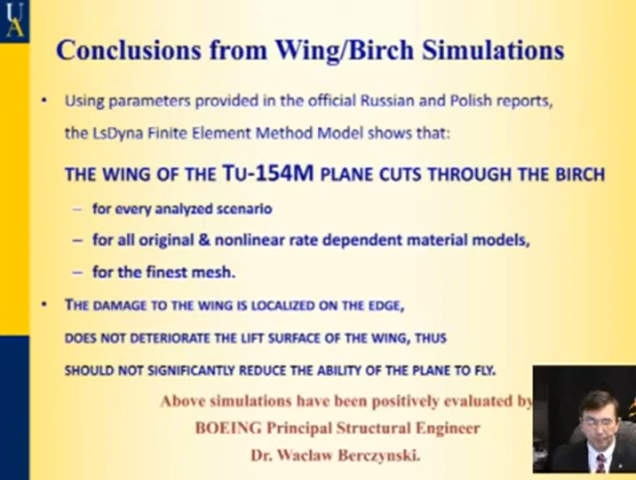 UA
Conclusions from Wing/Birch Simulations
• Using parameters provided in the official Russian and Polish reports,
the LsDyna Finite Element Method Model shows that:
THE WING OF THE TU-154M PLANE CUTS THROUGH THE BIRCH
– for every analyzed scenario
– for all original & nonlinear rate dependent material models,
– for the finest mesh.
• THE DAMAGE TO THE WING IS LOCALIZED ON THE EDGE,
DOES NOT DETERIORATE THE LIFT SURFACE OF THE WING, THUS
SHOULD NOT SIGNIFICANTLY REDUCE THE ABILITY OF THE PLANE TO FLY.
Above simulations have been positively evaluated by
BOEING Principal Structural Engineer
Dr. Wacław Berczynski.